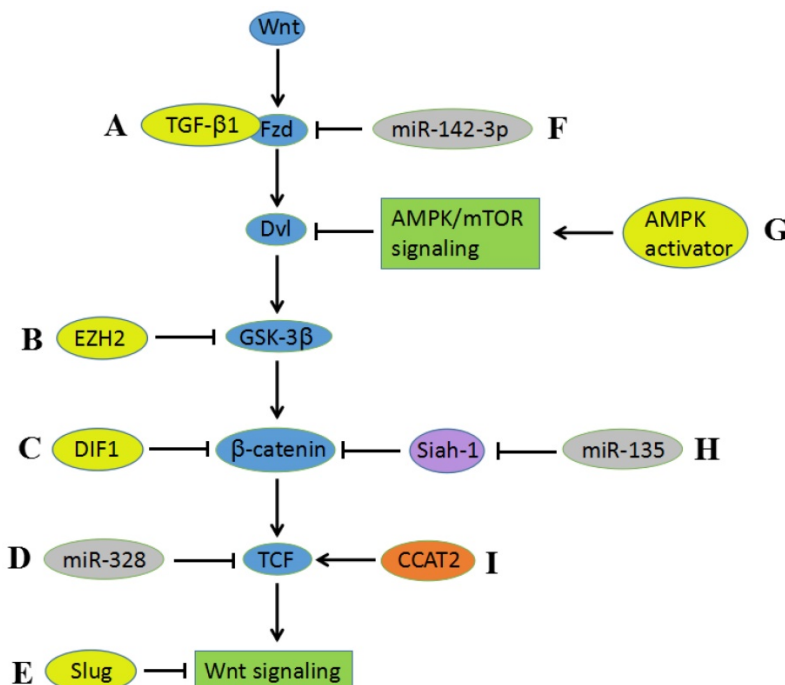 Wnt
A
TGF-β1
Fzd
miR-142-3p
F
Dvl
AMPK/mTOR
signaling
AMPK
activator
G
B
EZH2
GSK-3β
C
DIF1
β-catenin
Siah-1
miR-135
H
D
miR-328
TCF
CCAT2
I
E
Slug
Wnt signaling